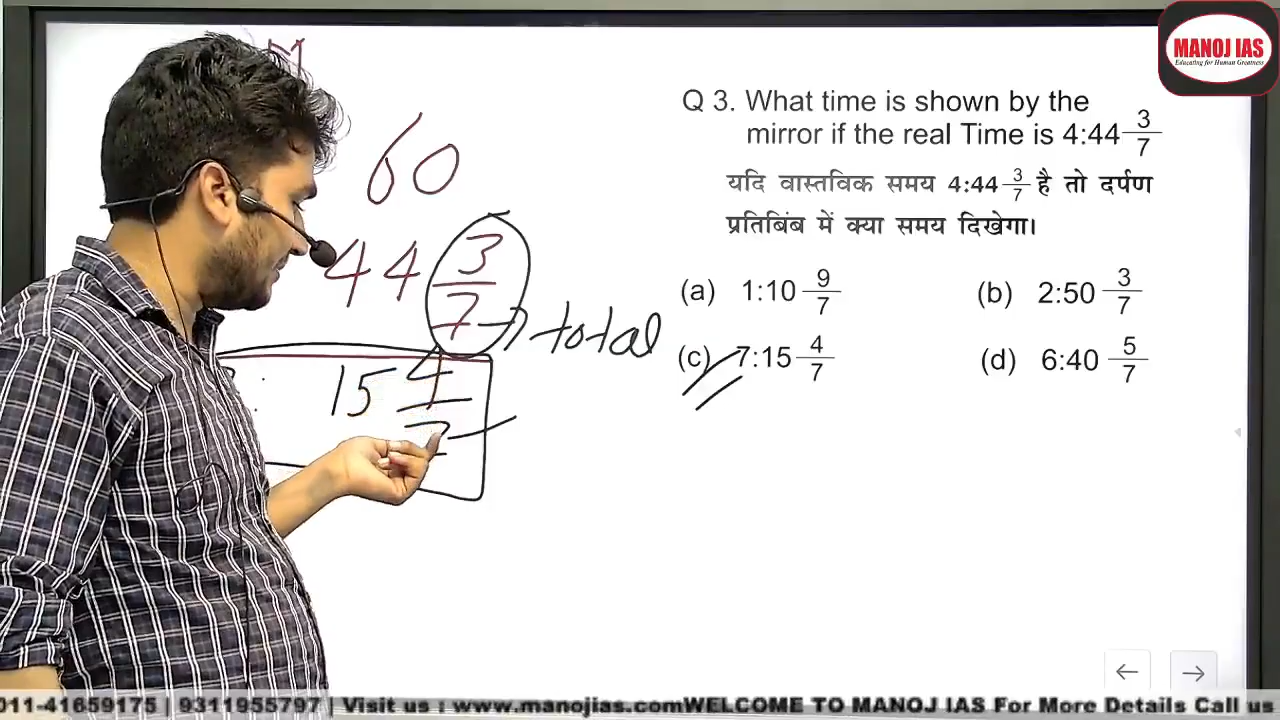 MANOJ IAS
Educating for Human Greatness
M
60
44 3/7 → total
: 15 4/7
Q 3. What time is shown by the
mirror if the real Time is 4:44 3/7
यदि वास्तविक समय 4:44 3/7 है तो दर्पण
प्रतिबिंब में क्या समय दिखेगा।
(a) 1:10 9/7 (b) 2:50 3/7
(c) 7:15 4/7 (d) 6:40 5/7
011-41659175 | 9311955797 | Visit us : www.manojias.comWELCOME TO MANOJ IAS For More Details Call us